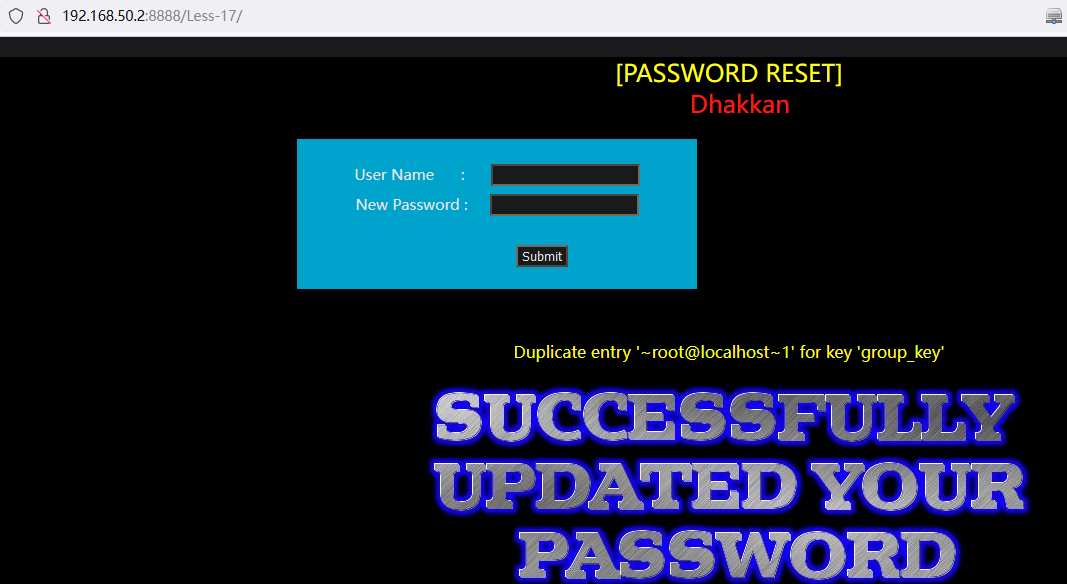 192.168.50.2:8888/Less-17/
[PASSWORD RESET]
Dhakkan
User Name :
New Password :
Submit
Duplicate entry '~root@localhost~1' for key 'group_key'
SUCCESSFULLY
UPDATED YOUR
PASSWORD